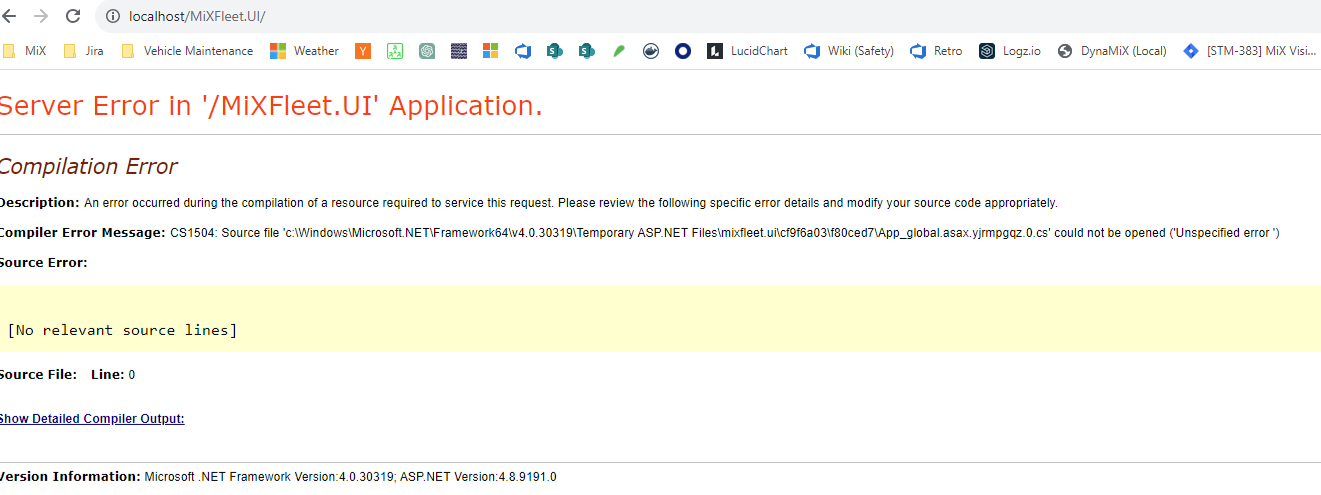 localhost/MiXFleet.UI/
MiX Jira Vehicle Maintenance Weather LucidChart Wiki (Safety) Retro Logz.io DynaMiX (Local) [STM-383] MiX Visi...
Server Error in '/MiXFleet.UI' Application.
Compilation Error
Description: An error occurred during the compilation of a resource required to service this request. Please review the following specific error details and modify your source code appropriately.
Compiler Error Message: CS1504: Source file 'c:\Windows\Microsoft.NET\Framework64\v4.0.30319\Temporary ASP.NET Files\mixfleet.ui\cf9f6a03\f80ced7\App_global.asax.yjrmpgqz.0.cs' could not be opened ('Unspecified error ')
Source Error:
[No relevant source lines]
Source File: Line: 0
Show Detailed Compiler Output:
Version Information: Microsoft .NET Framework Version:4.0.30319; ASP.NET Version:4.8.9191.0